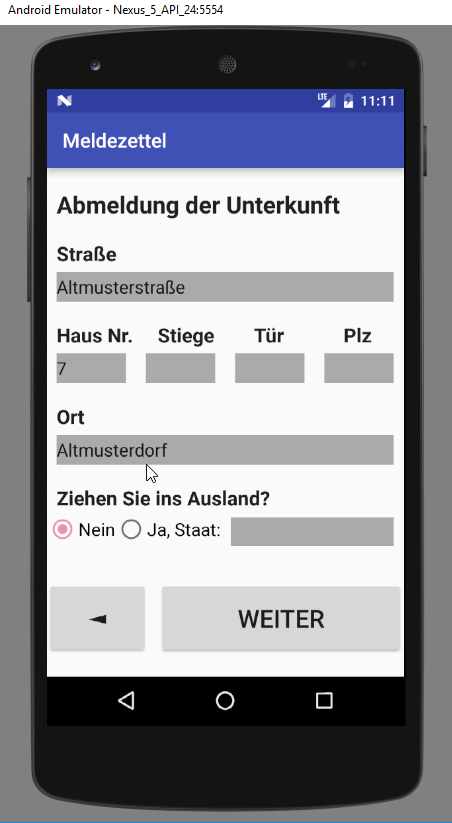 Android Emulator - Nexus_5_API_24:5554
LTE 11:11
Meldezettel
Abmeldung der Unterkunft
Straße
Altmusterstraße
Haus Nr. Stiege Tür Plz
7
Ort
Altmusterdorf
Ziehen Sie ins Ausland?
Nein Ja, Staat:
WEITER